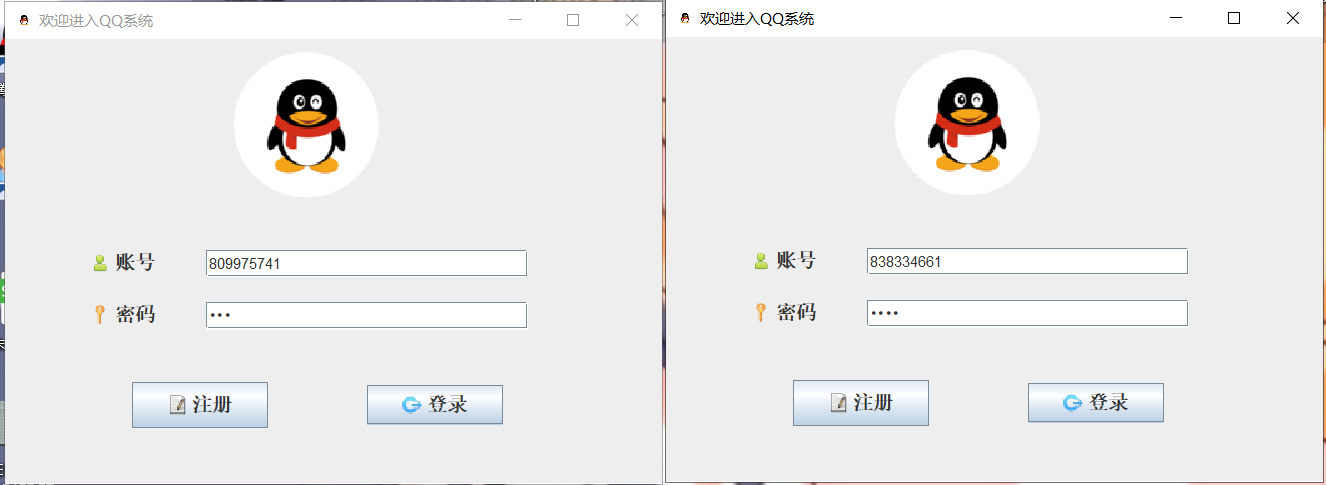 欢迎进入QQ系统
账号 809975741
密码 •••
注册 登录
欢迎进入QQ系统
账号 838334661
密码 ••••
注册 登录